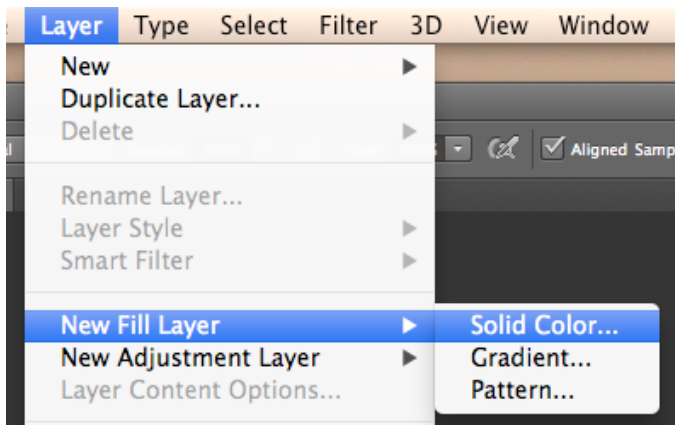 Layer Type Select Filter 3D View Window
New
Duplicate Layer...
Delete
Aligned Samp
Rename Layer...
Layer Style
Smart Filter
New Fill Layer
Solid Color...
New Adjustment Layer
Gradient...
Layer Content Options...
Pattern...